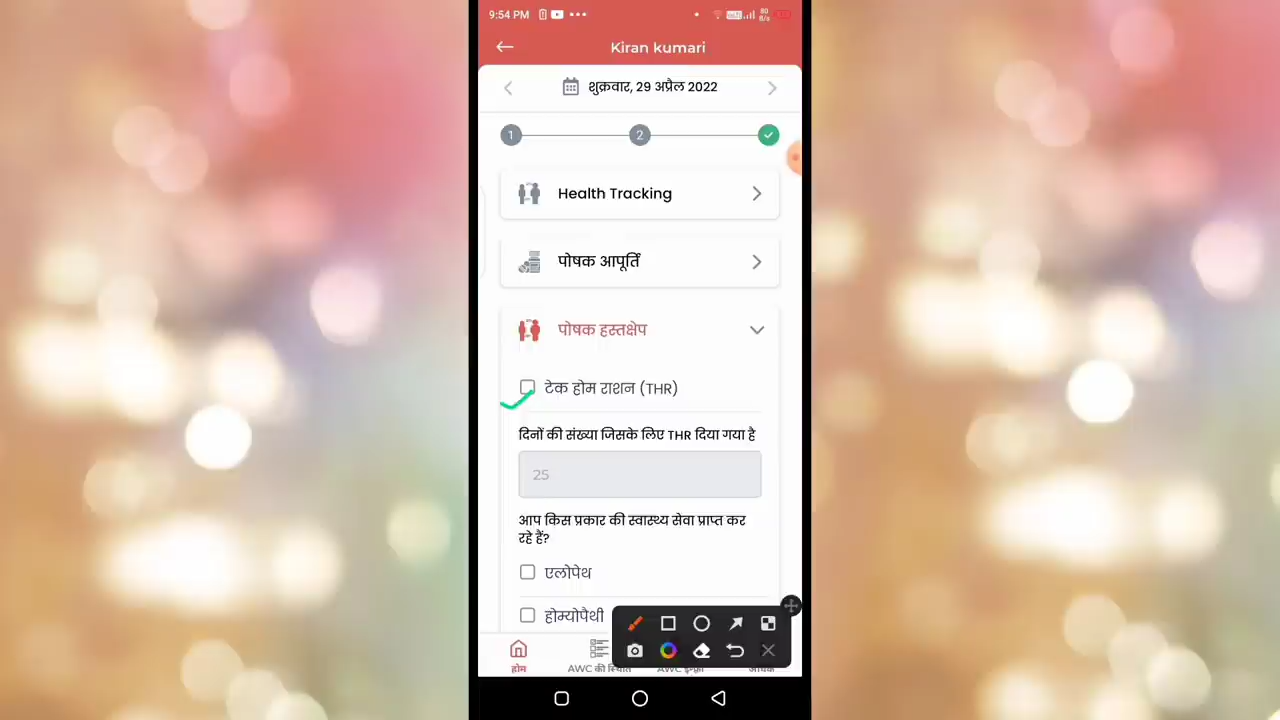 9:54 PM
Kiran kumari
शुक्रवार, 29 अप्रैल 2022
1
2
Health Tracking
पोषक आपूर्ति
पोषक हस्तक्षेप
टेक होम राशन (THR)
दिनों की संख्या जिसके लिए THR दिया गया है
25
आप किस प्रकार की स्वास्थ्य सेवा प्राप्त कर
रहे हैं?
एलोपेथ
होम्योपैथी
होम
AWC की स्थिति